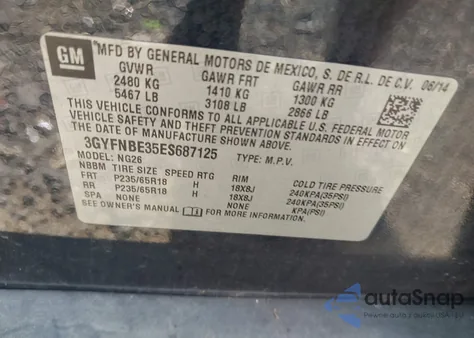 GM
MFD BY GENERAL MOTORS DE MEXICO, S. DE R.L. DE C.V. 06/14
GVWR GAWR FRT GAWR RR
2480 KG 1410 KG 1300 KG
5467 LB 3108 LB 2866 LB
THIS VEHICLE CONFORMS TO ALL APPLICABLE U.S. FEDERAL MOTOR
VEHICLE SAFETY, BUMPER, AND THEFT PREVENTION STANDARDS IN
EFFECT ON THE DATE OF MANUFACTURE SHOWN ABOVE.
3GYFNBE35ES687125 TYPE: M.P.V.
MODEL: NG26
NBBM TIRE SIZE SPEED RTG RIM COLD TIRE PRESSURE
FRT P235/65R18 H 18X8J 240KPA(35PSI)
RR P235/65R18 H 18X8J 240KPA(35PSI)
SPA NONE NONE KPA(PSI)
SEE OWNER'S MANUAL FOR MORE INFORMATION.
autoSnap